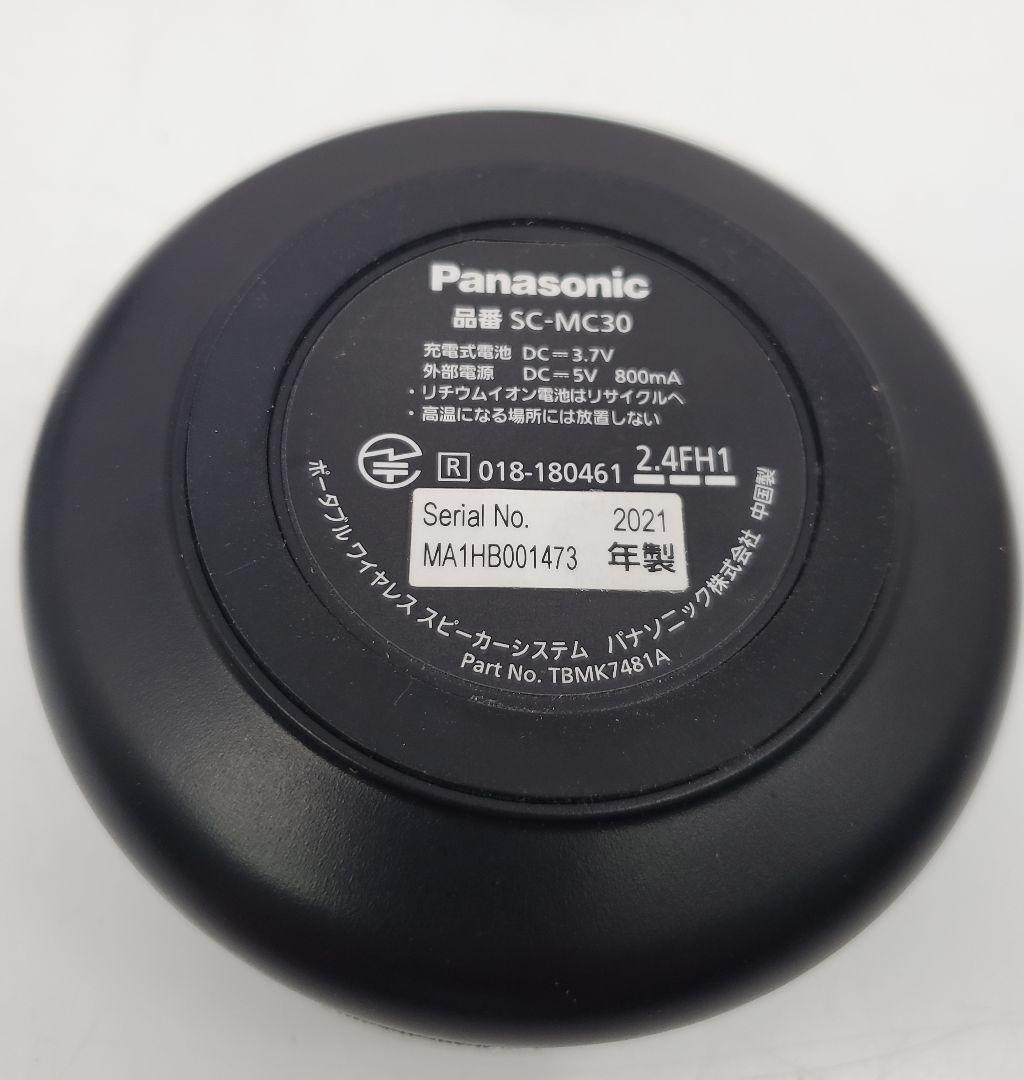 Panasonic
品番 SC-MC30
充電式電池 DC⎓3.7V
外部電源 DC⎓5V 800mA
・リチウムイオン電池はリサイクルへ
・高温になる場所には放置しない
R 018-180461 2.4FH1
Serial No. 2021
MA1HB001473 年製
ポータブル ワイヤレス スピーカーシステム パナソニック株式会社 中国製
Part No. TBMK7481A